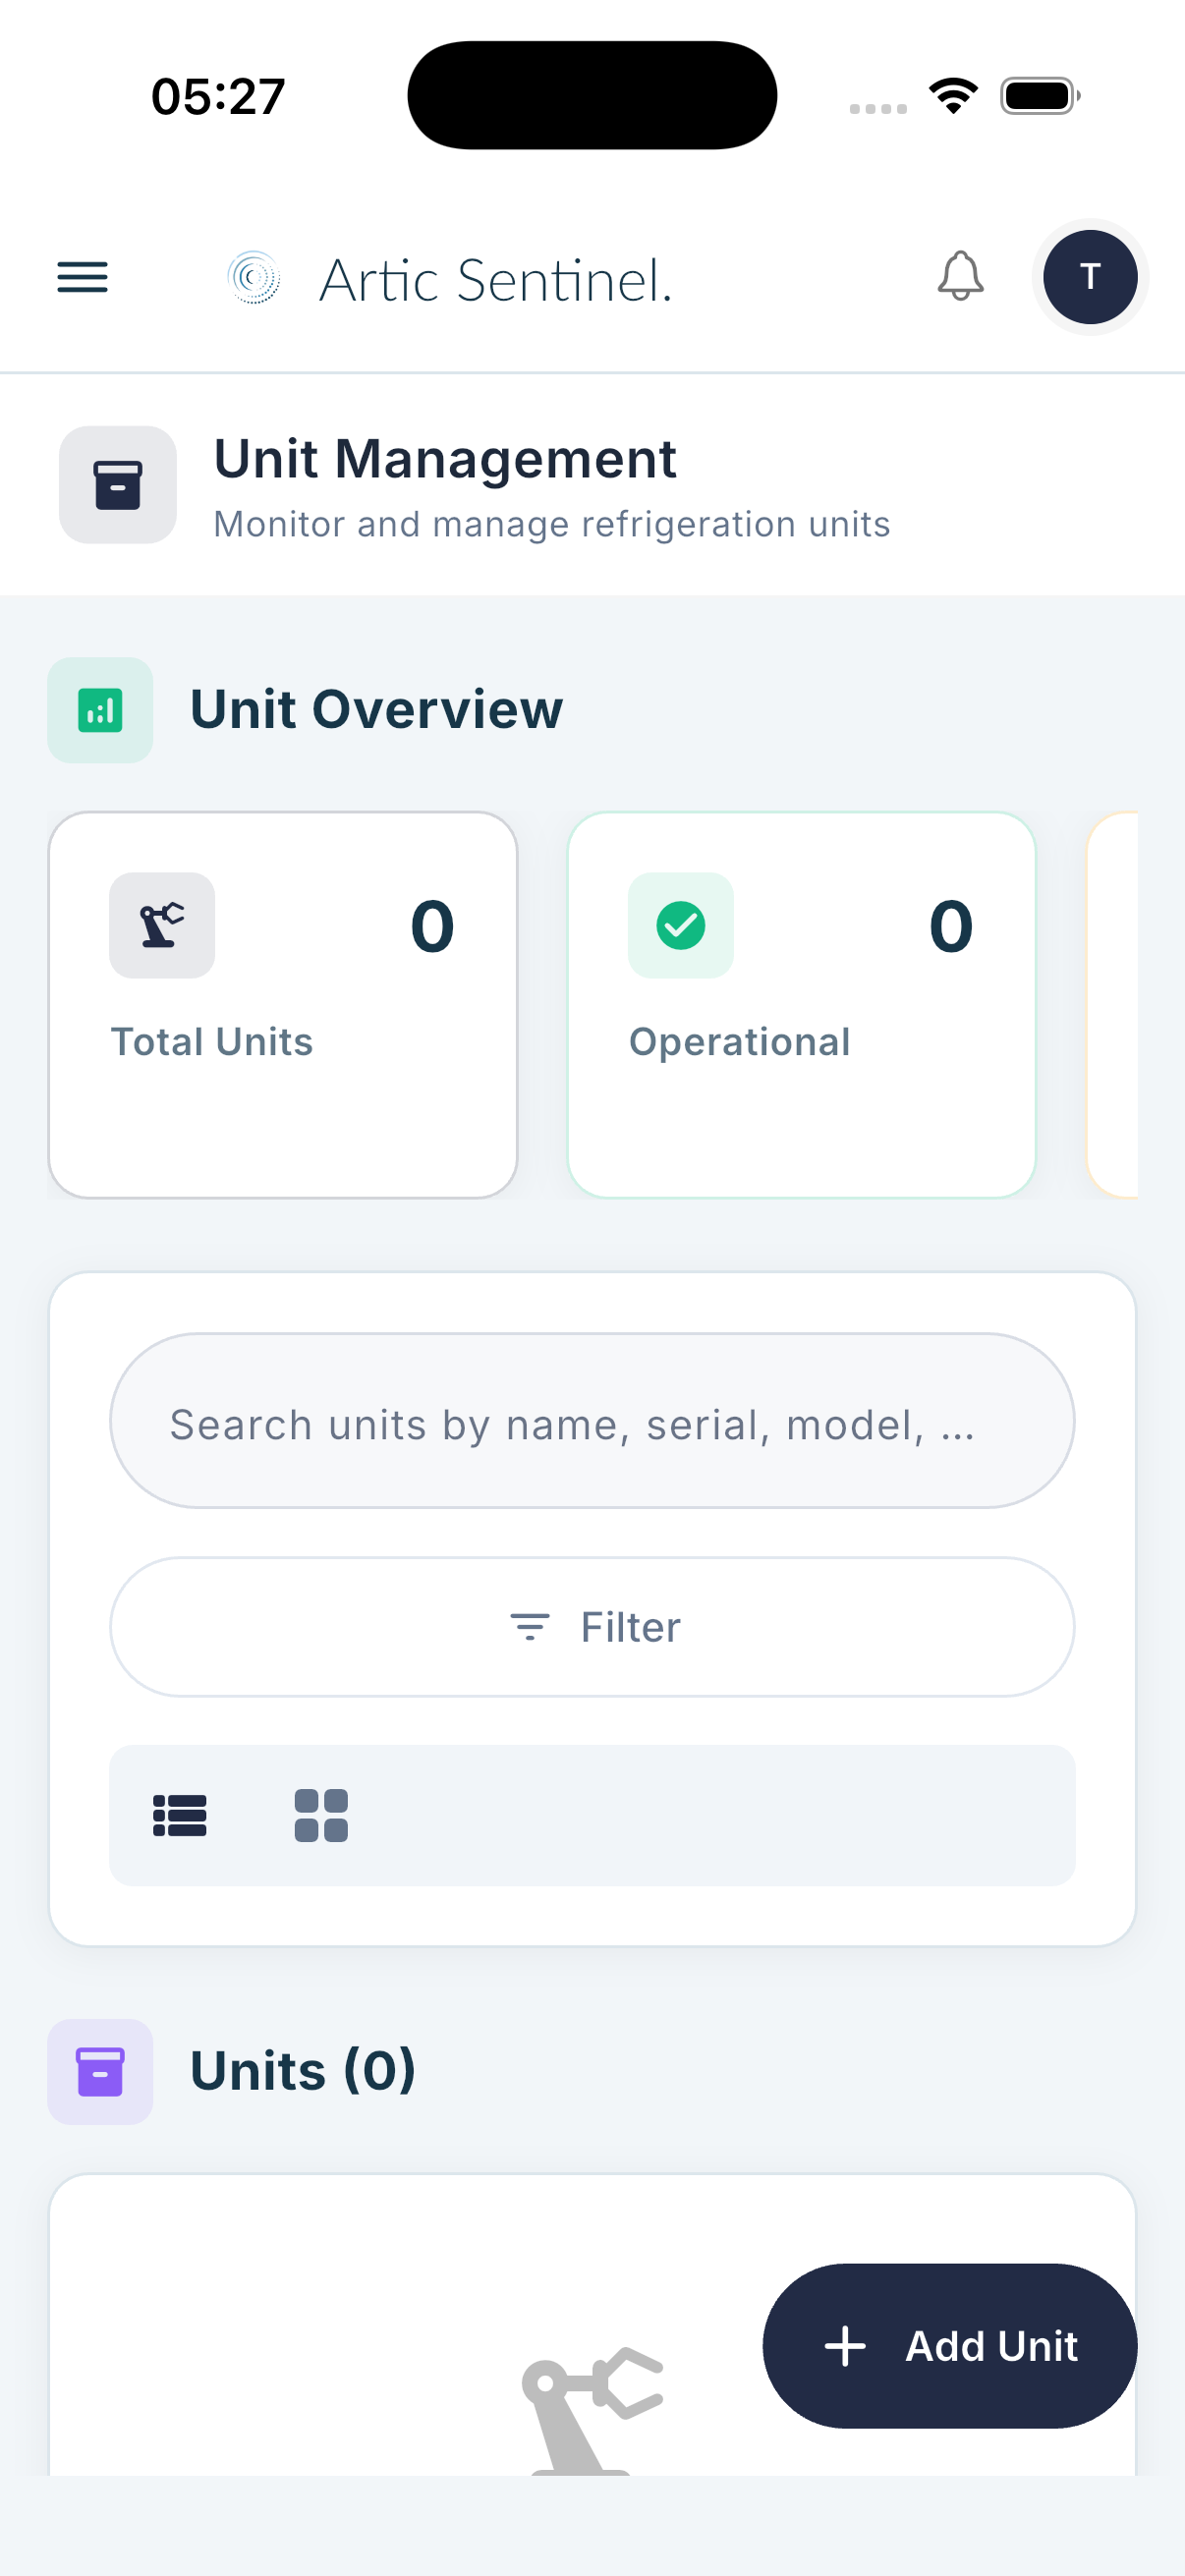 05:27
Artic Sentinel.
T
Unit Management
Monitor and manage refrigeration units
Unit Overview
0
0
Total Units
Operational
Search units by name, serial, model, ...
Filter
Units (0)
Add Unit